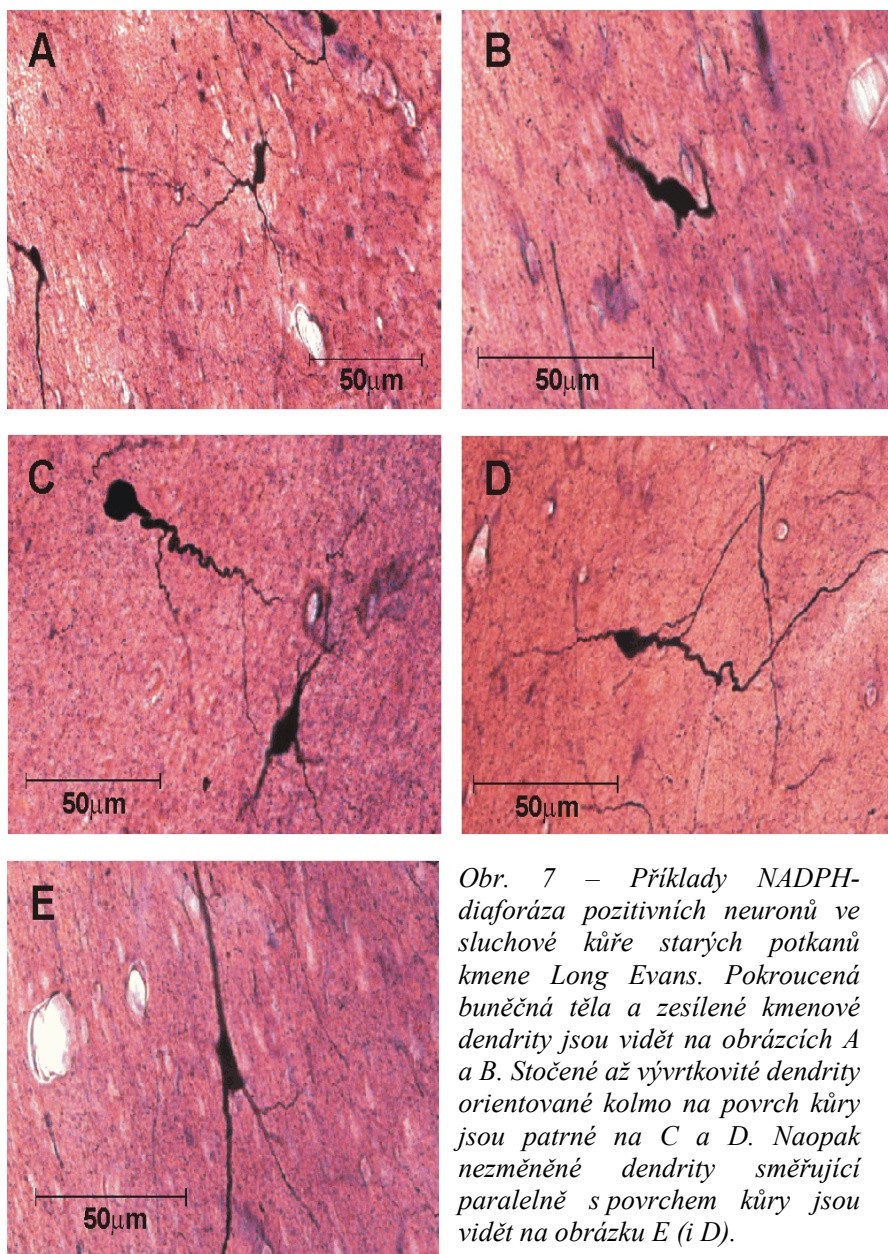 A
50µm
B
50µm
C
50µm
D
50µm
E
50µm
Obr. 7 – Příklady NADPH-
diaforáza pozitivních neuronů ve
sluchové kůře starých potkanů
kmene Long Evans. Pokroucená
buněčná těla a zesílené kmenové
dendrity jsou vidět na obrázcích A
a B. Stočené až vývrtkovité dendrity
orientované kolmo na povrch kůry
jsou patrné na C a D. Naopak
nezměněné dendrity směřující
paralelně s povrchem kůry jsou
vidět na obrázku E (i D).